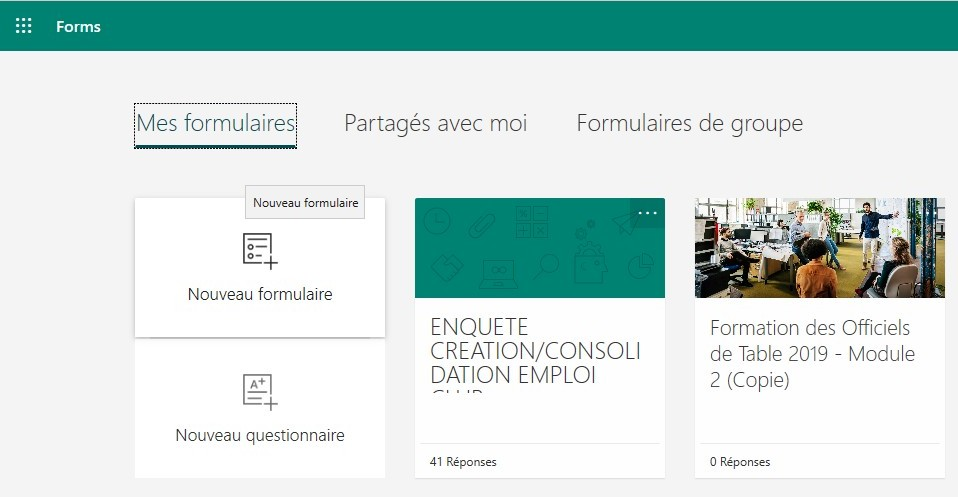 Forms
Mes formulaires
Partagés avec moi
Formulaires de groupe
Nouveau formulaire
Nouveau formulaire
A+
Nouveau questionnaire
ENQUETE
CREATION/CONSOLI
DATION EMPLOI
41 Réponses
Formation des Officiels
de Table 2019 - Module
2 (Copie)
0 Réponses